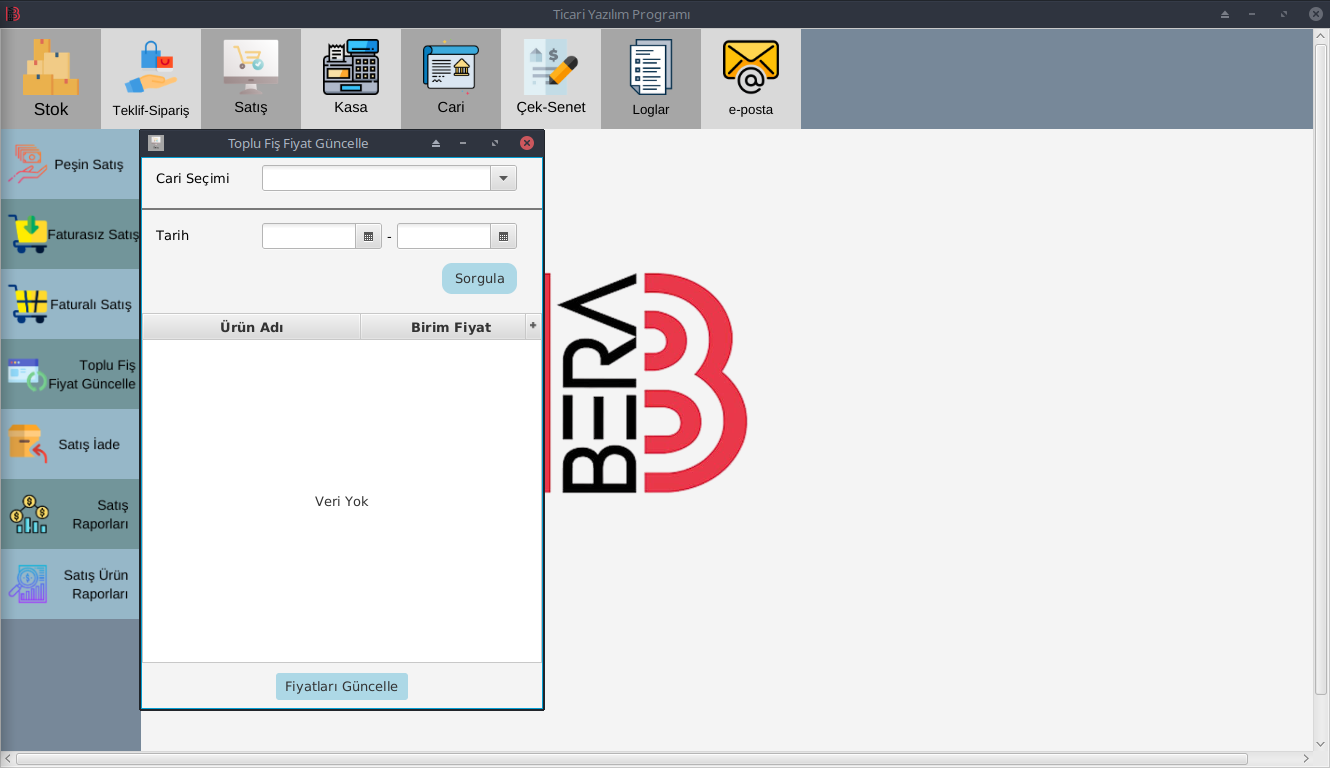 Ticari Yazılım Programı
Stok
Teklif-Sipariş
Satış
Kasa
Cari
Çek-Senet
Loglar
e-posta
Peşin Satış
Faturasız Satış
Faturalı Satış
Toplu Fiş
Fiyat Güncelle
Satış İade
Satış
Raporları
Satış Ürün
Raporları
Toplu Fiş Fiyat Güncelle
Cari Seçimi
Tarih
-
Sorgula
Ürün Adı
Birim Fiyat
+
Veri Yok
Fiyatları Güncelle
BERA